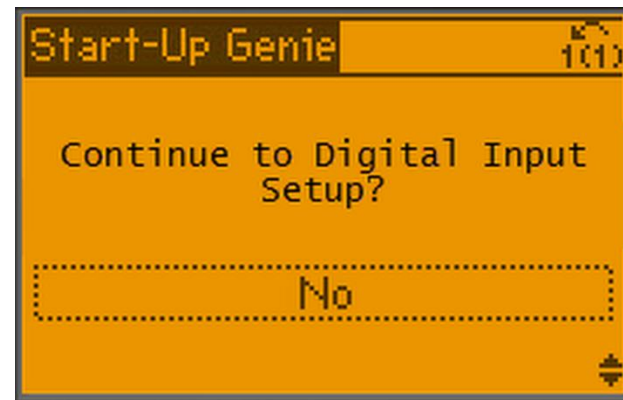 Start-Up Genie
1(1)
Continue to Digital Input
Setup?
No